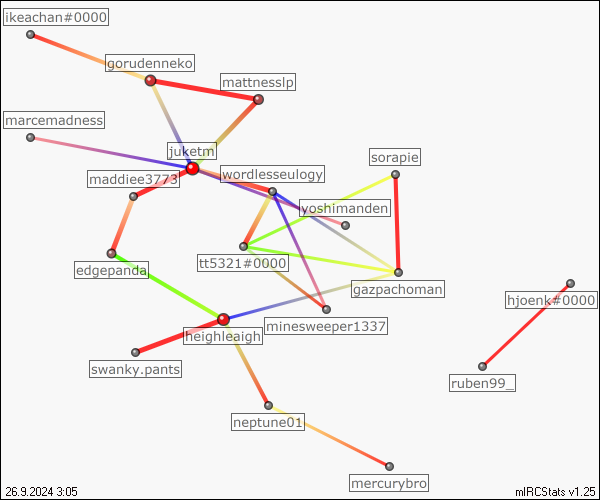 ikeachan#0000
gorudenneko
mattnesslp
marcemadness
juketm
sorapie
maddiee3773
wordlesseulogy
yoshimanden
tt5321#0000
edgepanda
gazpachoman
hjoenk#0000
minesweeper1337
heighleaigh
swanky.pants
ruben99_
neptune01
mercurybro
26.9.2024 3:05
mIRCStats v1.25